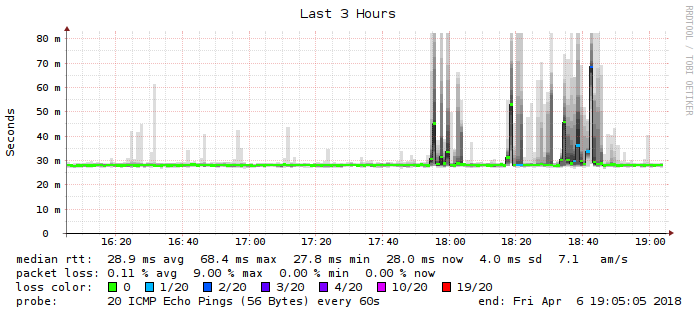 Last 3 Hours
RRDTOOL / TOBI OETIKER
Seconds
80 m
70 m
60 m
50 m
40 m
30 m
20 m
10 m
0
16:20 16:40 17:00 17:20 17:40 18:00 18:20 18:40 19:00
median rtt: 28.9 ms avg 68.4 ms max 27.8 ms min 28.0 ms now 4.0 ms sd 7.1 am/s
packet loss: 0.11 % avg 9.00 % max 0.00 % min 0.00 % now
loss color: 0 1/20 2/20 3/20 4/20 10/20 19/20
probe: 20 ICMP Echo Pings (56 Bytes) every 60s end: Fri Apr 6 19:05:05 2018